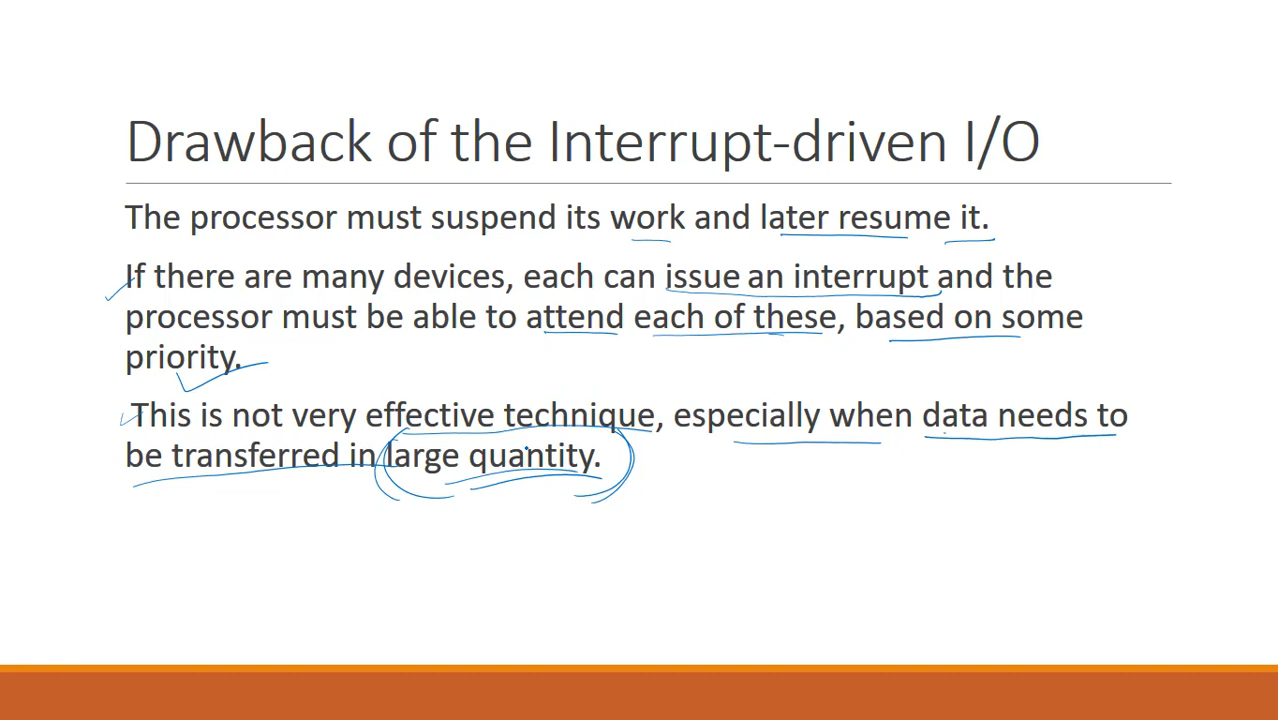 Drawback of the Interrupt-driven I/O
The processor must suspend its work and later resume it.
If there are many devices, each can issue an interrupt and the
processor must be able to attend each of these, based on some
priority.
This is not very effective technique, especially when data needs to
be transferred in large quantity.